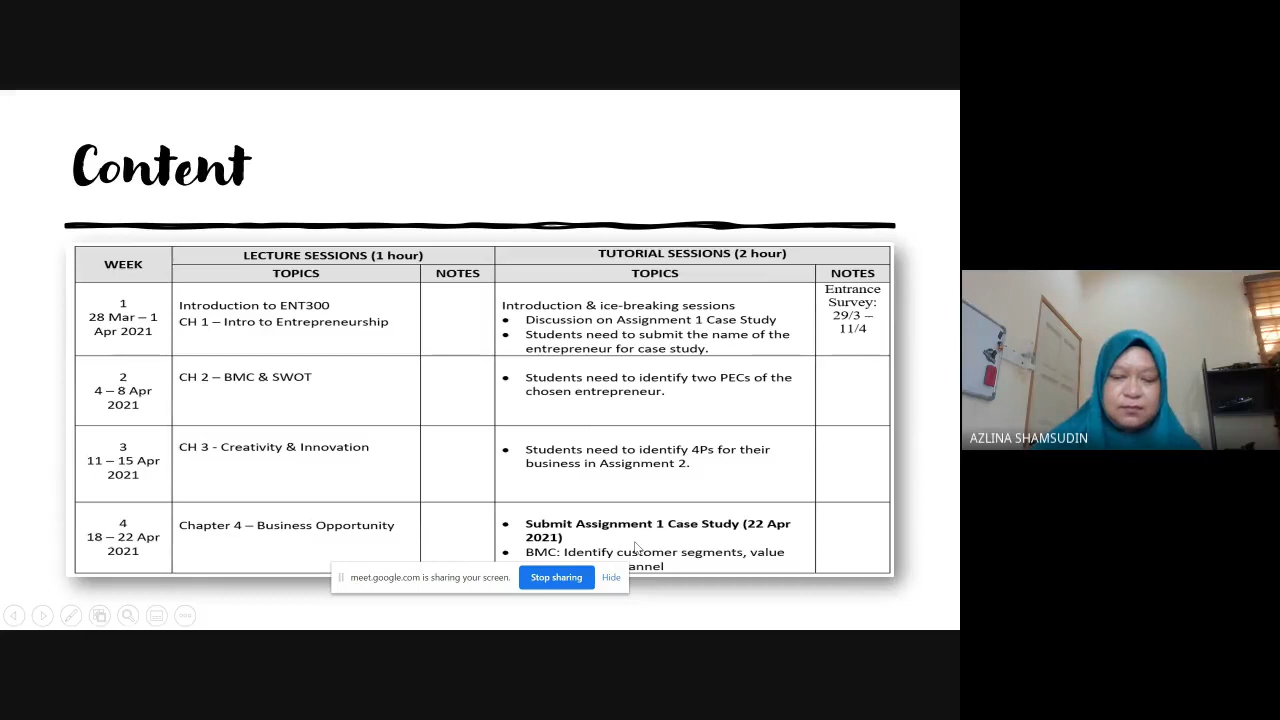 Content
WEEK
LECTURE SESSIONS (1 hour)
TUTORIAL SESSIONS (2 hour)
TOPICS
NOTES
TOPICS
NOTES
1
28 Mar – 1
Apr 2021
Introduction to ENT300
CH 1 – Intro to Entrepreneurship
Introduction & ice-breaking sessions
• Discussion on Assignment 1 Case Study
• Students need to submit the name of the
entrepreneur for case study.
Entrance
Survey:
29/3 –
11/4
2
4 – 8 Apr
2021
CH 2 – BMC & SWOT
• Students need to identify two PECs of the
chosen entrepreneur.
3
11 – 15 Apr
2021
CH 3 - Creativity & Innovation
• Students need to identify 4Ps for their
business in Assignment 2.
4
18 – 22 Apr
2021
Chapter 4 – Business Opportunity
• Submit Assignment 1 Case Study (22 Apr
2021)
• BMC: Identify customer segments, value
meet.google.com is sharing your screen.
Stop sharing
Hide
AZLINA SHAMSUDIN